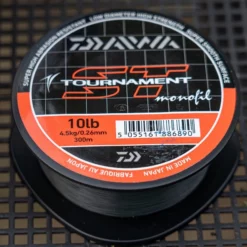 SUPER HIGH ABRASION RESISTANT
LOW DIAMETER HIGH STRENGTH
SUPER SMOOTH SURFACE
DAIWA
ST
TOURNAMENT
monofil
10lb
4.5kg/0.26mm
300m
5 055161 886890
MADE IN JAPAN
FABRIQUÉ AU JAPON